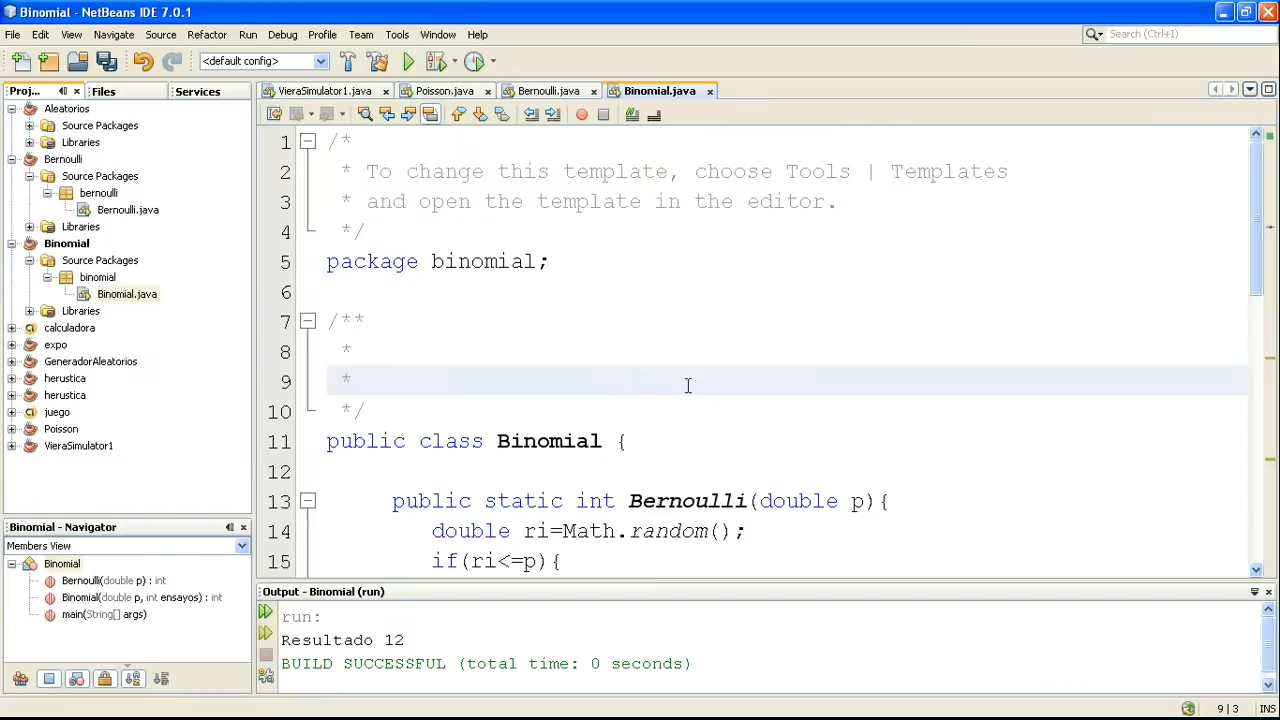 Binomial - NetBeans IDE 7.0.1
File Edit View Navigate Source Refactor Run Debug Profile Team Tools Window Help
Search (Ctrl+I)
<default config>
Proj... Files Services
Aleatorios
Source Packages
Libraries
Bernoulli
Source Packages
bernoulli
Bernoulli.java
Libraries
Binomial
Source Packages
binomial
Binomial.java
Libraries
calculadora
expo
GeneradorAleatorios
herustica
herustica
juego
Poisson
VieraSimulator1
Binomial - Navigator
Members View
Binomial
Bernoulli(double p) : int
Binomial(double p, int ensayos) : int
main(String[] args)
VieraSimulator1.java Poisson.java Bernoulli.java Binomial.java
1 /*
2 * To change this template, choose Tools | Templates
3 * and open the template in the editor.
4 */
5 package binomial;
6
7 /**
8 *
9 *
10 */
11 public class Binomial {
12
13 public static int Bernoulli(double p){
14 double ri=Math.random();
15 if(ri<=p){
Output - Binomial (run)
run:
Resultado 12
BUILD SUCCESSFUL (total time: 0 seconds)
9 | 3 INS